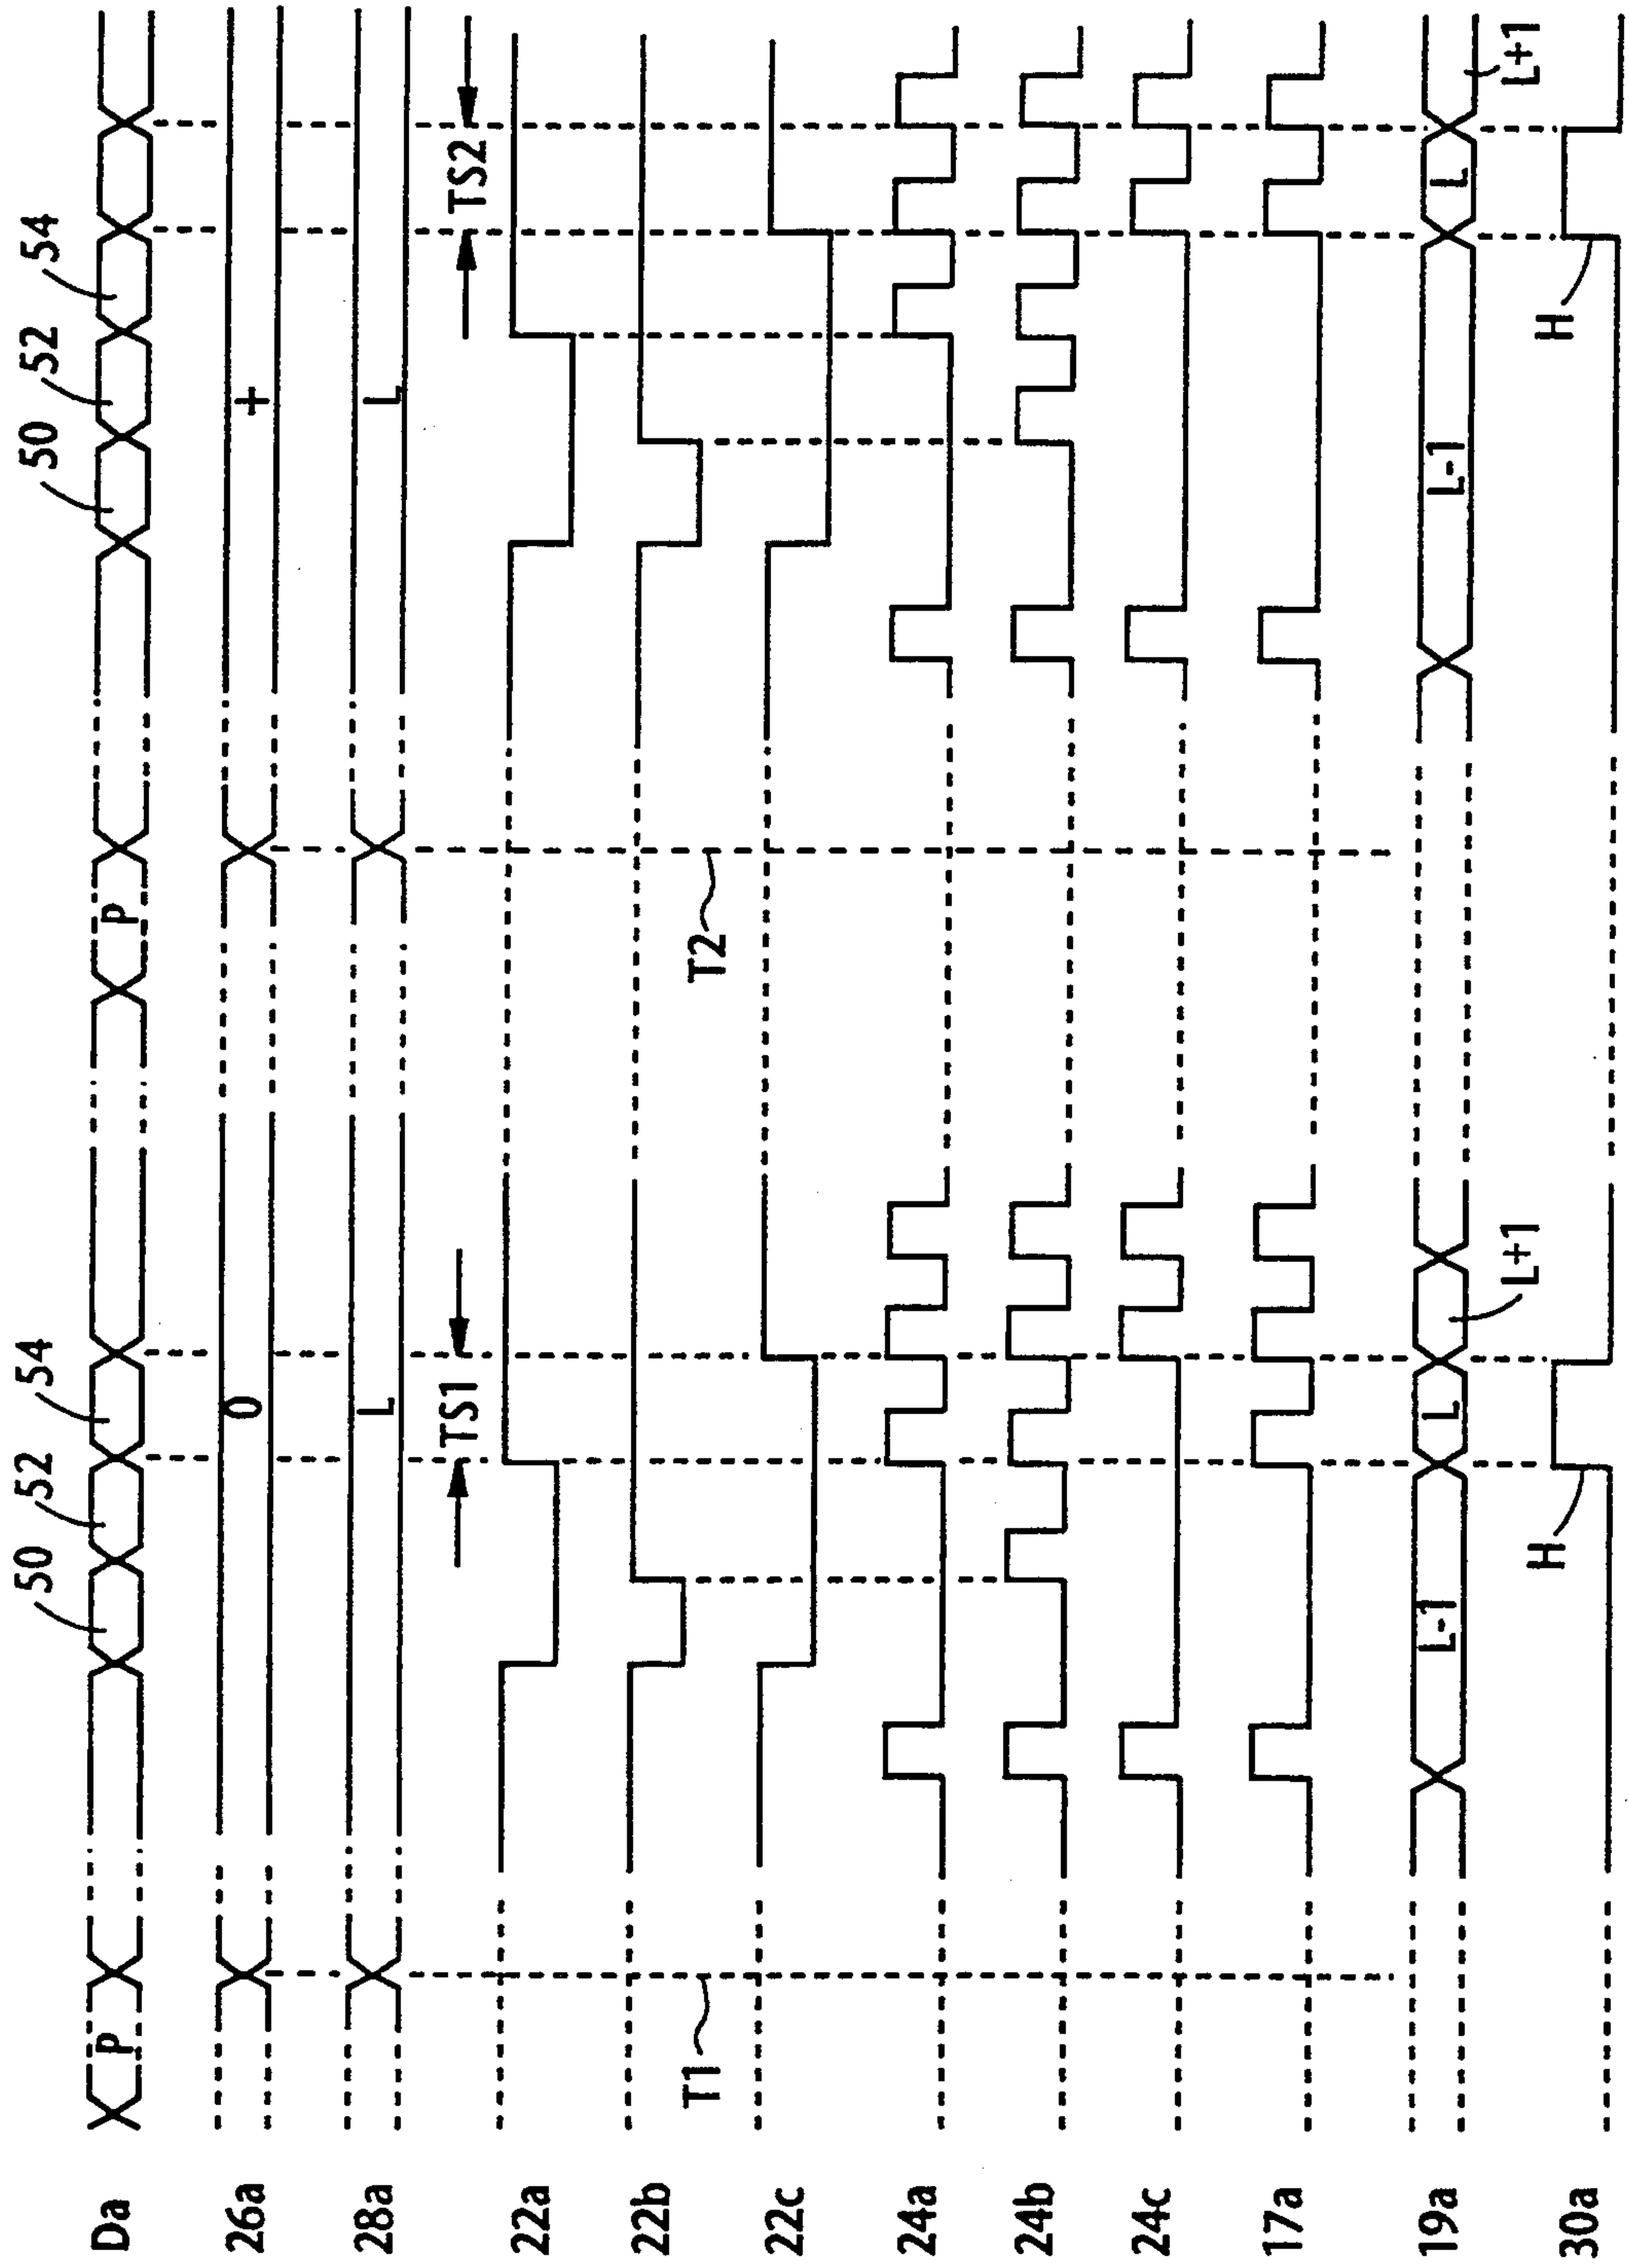 Da P 50 52 54 P 50 52 54
26a 0 +
28a L L
TS1 TS2
22a
22b
T1 T2
22c
24a
24b
24c
17a
19a L-1 L L+1 L-1 L L+1
30a H H